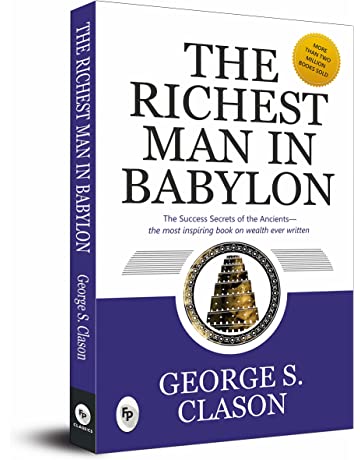 THE RICHEST MAN IN BABYLON
George S. Clason
FP
CLASSICS
MORE
THAN TWO
MILLION
BOOKS SOLD
THE
RICHEST
MAN IN
BABYLON
The Success Secrets of the Ancients—
the most inspiring book on wealth ever written
GEORGE S.
CLASON
FP